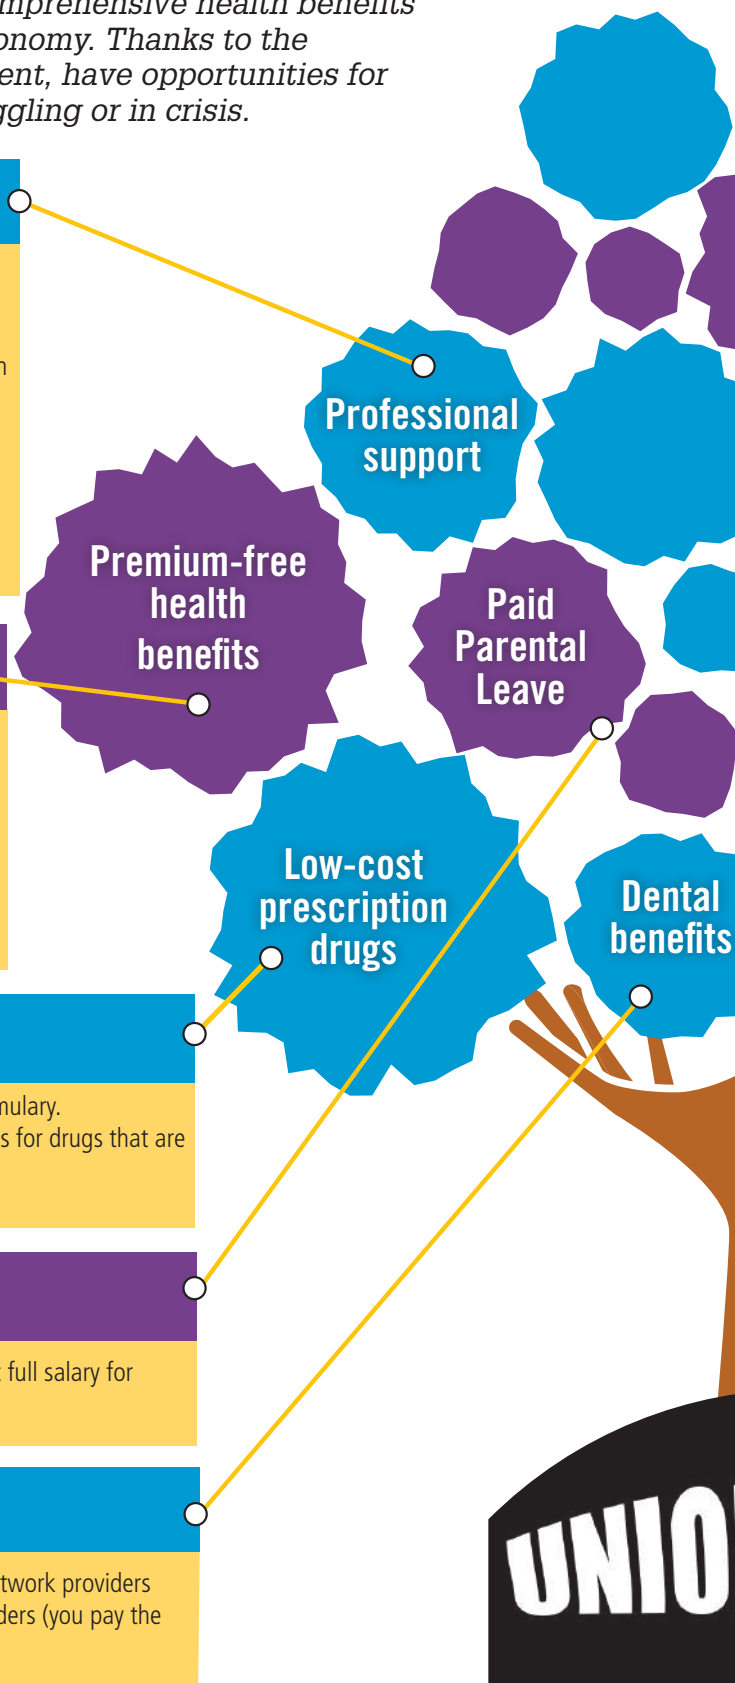 mprehensive health benefits
onomy. Thanks to the
ent, have opportunities for
ggling or in crisis.
n
Professional
support
Premium-free
health
benefits
Paid
Parental
Leave
Low-cost
prescription
drugs
Dental
benefits
mulary.
s for drugs that are
full salary for
twork providers
ders (you pay the
UNIO